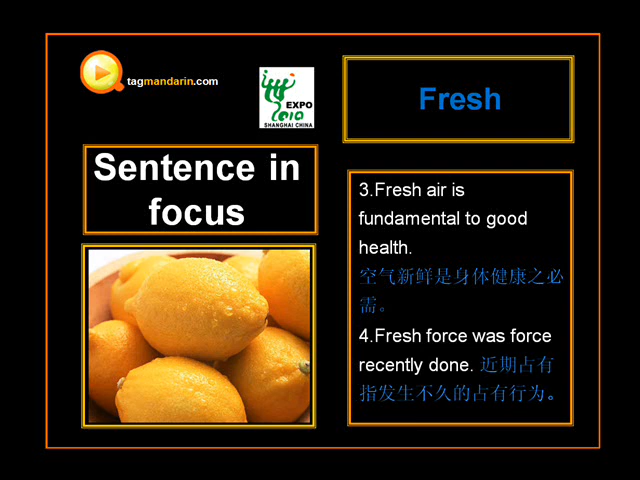 tagmandarin.com
EXPO
2010
SHANGHAI CHINA
Fresh
Sentence in
focus
3.Fresh air is
fundamental to good
health.
空气新鲜是身体健康之必
需。
4.Fresh force was force
recently done. 近期占有
指发生不久的占有行为。